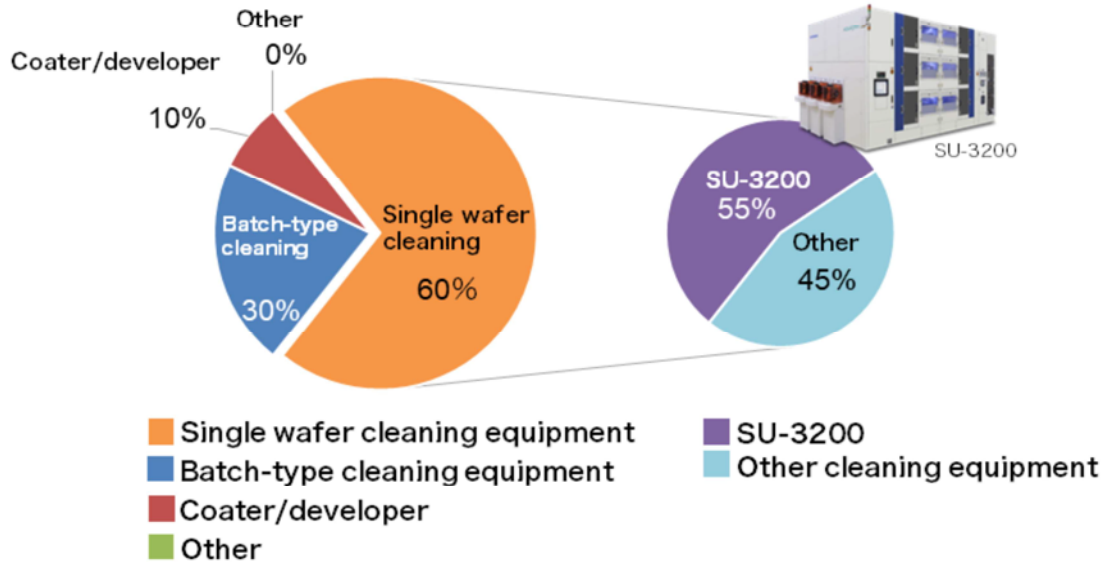 Other
0%
Coater/developer
10%
Batch-type
cleaning
30%
Single wafer
cleaning
60%
SU-3200
55%
Other
45%
SU-3200
Single wafer cleaning equipment
Batch-type cleaning equipment
Coater/developer
Other
SU-3200
Other cleaning equipment